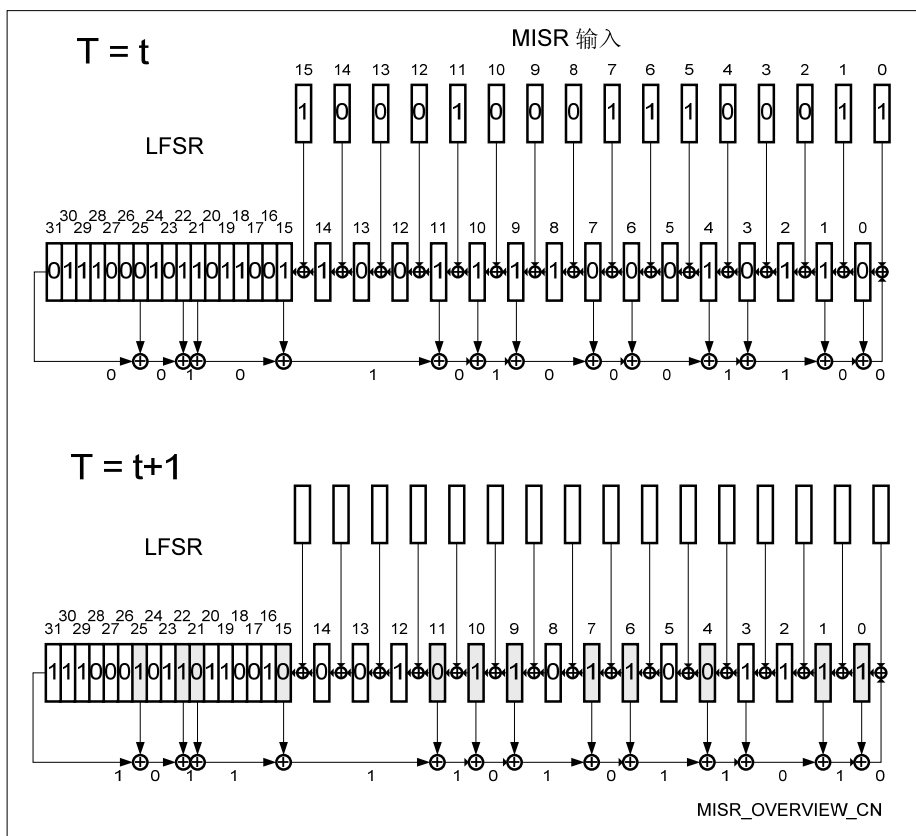 T = t
MISR 输入
15 14 13 12 11 10 9 8 7 6 5 4 3 2 1 0
1 0 0 0 1 0 0 0 1 1 1 0 0 0 1 1
LFSR
30 28 26 24 22 20 18 16
31 29 27 25 23 21 19 17 15 14 13 12 11 10 9 8 7 6 5 4 3 2 1 0
0 1 1 1 0 0 0 1 0 1 1 0 1 1 0 0 1 1 0 0 1 1 1 1 0 0 0 1 0 1 1 0
0 0 1 0 1 0 1 0 0 0 1 1 0 0
T = t+1
LFSR
30 28 26 24 22 20 18 16
31 29 27 25 23 21 19 17 15 14 13 12 11 10 9 8 7 6 5 4 3 2 1 0
1 1 1 0 0 0 1 0 1 1 0 1 1 0 0 1 0 0 0 1 0 1 1 0 1 1 0 0 1 1 1 1
1 0 1 1 1 1 0 1 0 1 1 0 1 0
MISR_OVERVIEW_CN